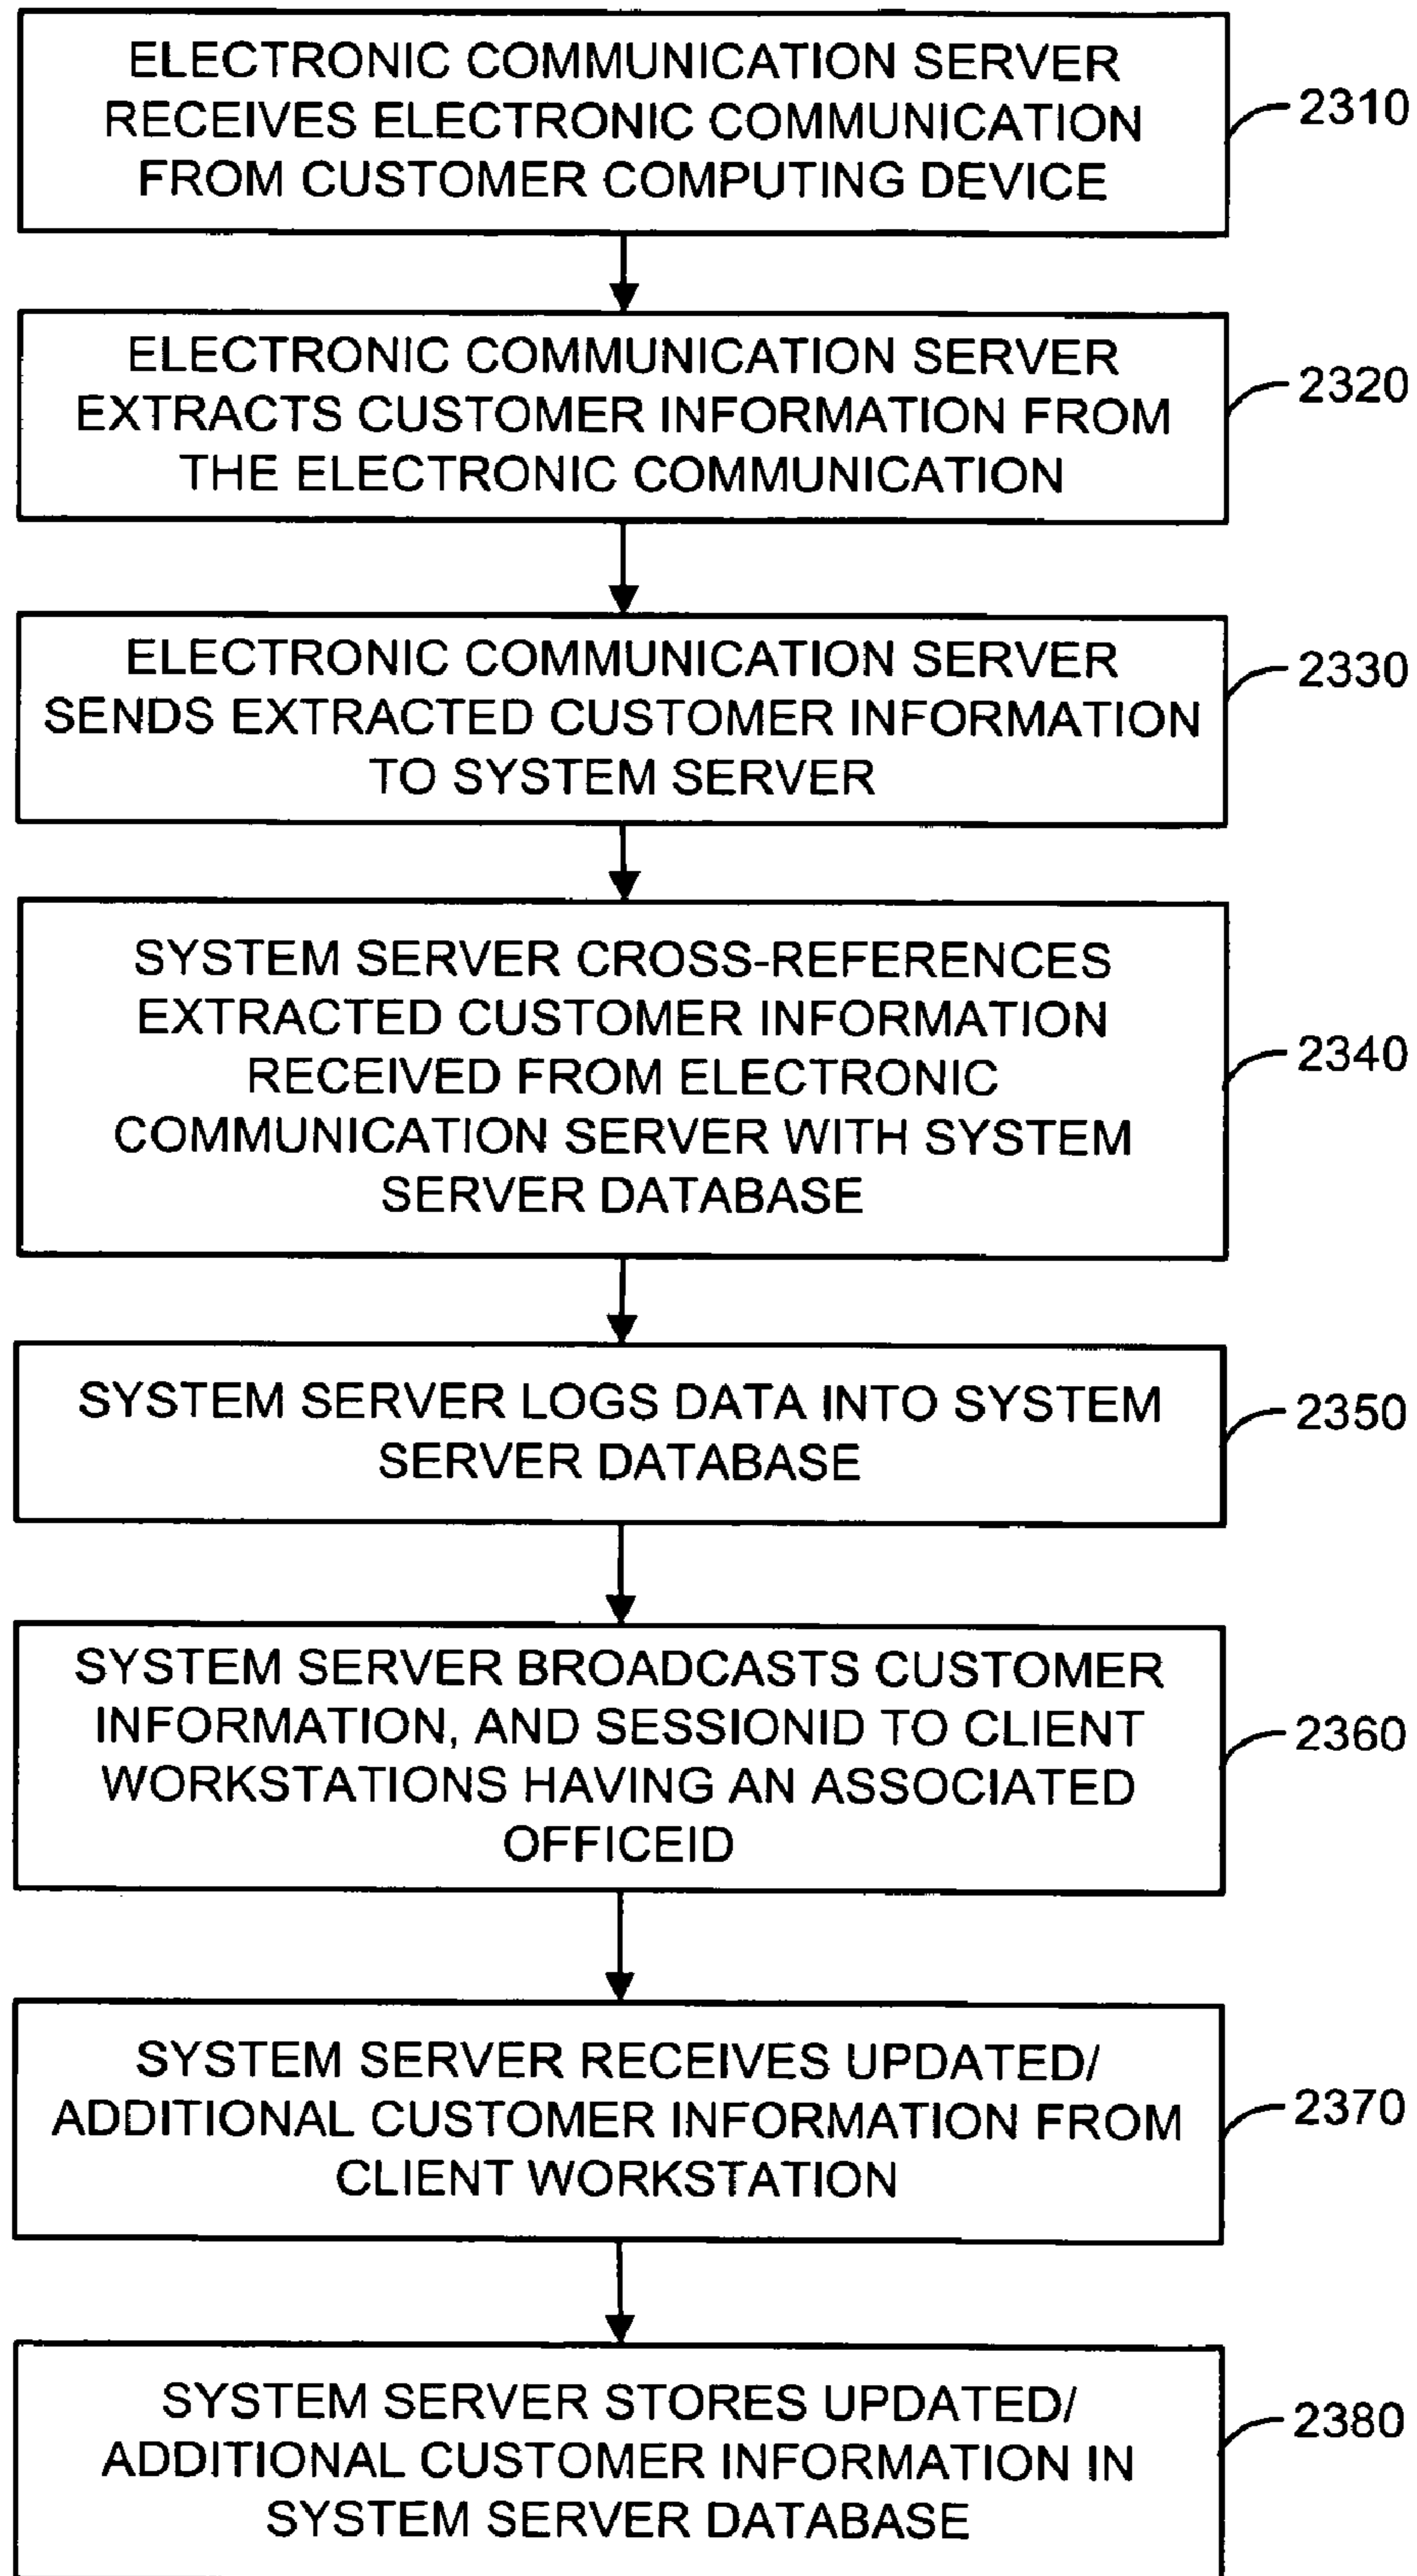 ELECTRONIC COMMUNICATION SERVER
RECEIVES ELECTRONIC COMMUNICATION
FROM CUSTOMER COMPUTING DEVICE
2310
ELECTRONIC COMMUNICATION SERVER
EXTRACTS CUSTOMER INFORMATION FROM
THE ELECTRONIC COMMUNICATION
2320
ELECTRONIC COMMUNICATION SERVER
SENDS EXTRACTED CUSTOMER INFORMATION
TO SYSTEM SERVER
2330
SYSTEM SERVER CROSS-REFERENCES
EXTRACTED CUSTOMER INFORMATION
RECEIVED FROM ELECTRONIC
COMMUNICATION SERVER WITH SYSTEM
SERVER DATABASE
2340
SYSTEM SERVER LOGS DATA INTO SYSTEM
SERVER DATABASE
2350
SYSTEM SERVER BROADCASTS CUSTOMER
INFORMATION, AND SESSIONID TO CLIENT
WORKSTATIONS HAVING AN ASSOCIATED
OFFICEID
2360
SYSTEM SERVER RECEIVES UPDATED/
ADDITIONAL CUSTOMER INFORMATION FROM
CLIENT WORKSTATION
2370
SYSTEM SERVER STORES UPDATED/
ADDITIONAL CUSTOMER INFORMATION IN
SYSTEM SERVER DATABASE
2380